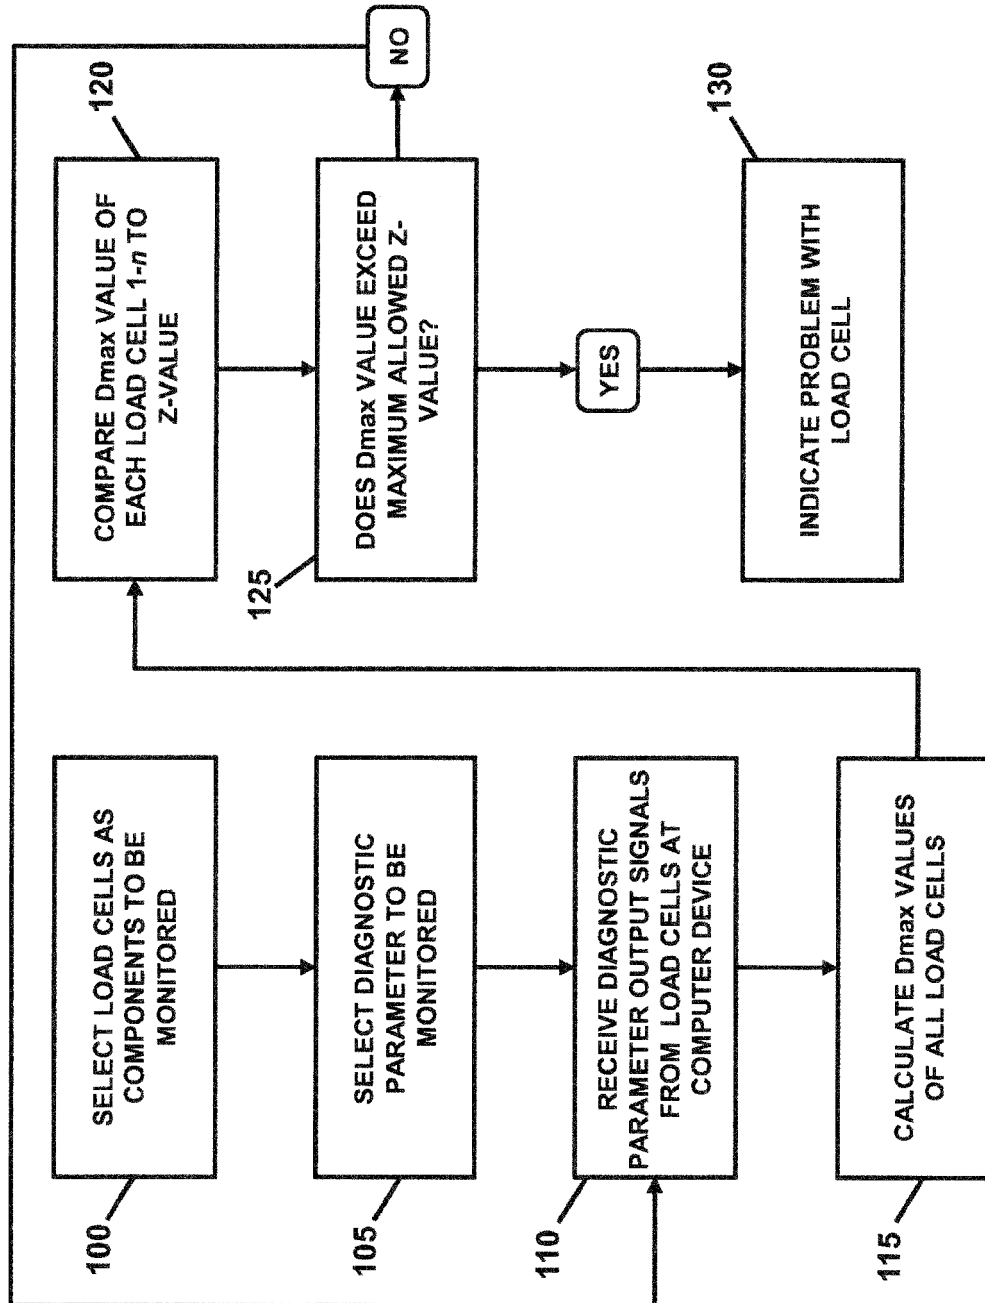 100
SELECT LOAD CELLS AS
COMPONENTS TO BE
MONITORED
105
SELECT DIAGNOSTIC
PARAMETER TO BE
MONITORED
110
RECEIVE DIAGNOSTIC
PARAMETER OUTPUT SIGNALS
FROM LOAD CELLS AT
COMPUTER DEVICE
115
CALCULATE Dmax VALUES
OF ALL LOAD CELLS
120
COMPARE Dmax VALUE OF
EACH LOAD CELL 1-n TO
Z-VALUE
125
DOES Dmax VALUE EXCEED
MAXIMUM ALLOWED Z-
VALUE?
NO
YES
130
INDICATE PROBLEM WITH
LOAD CELL